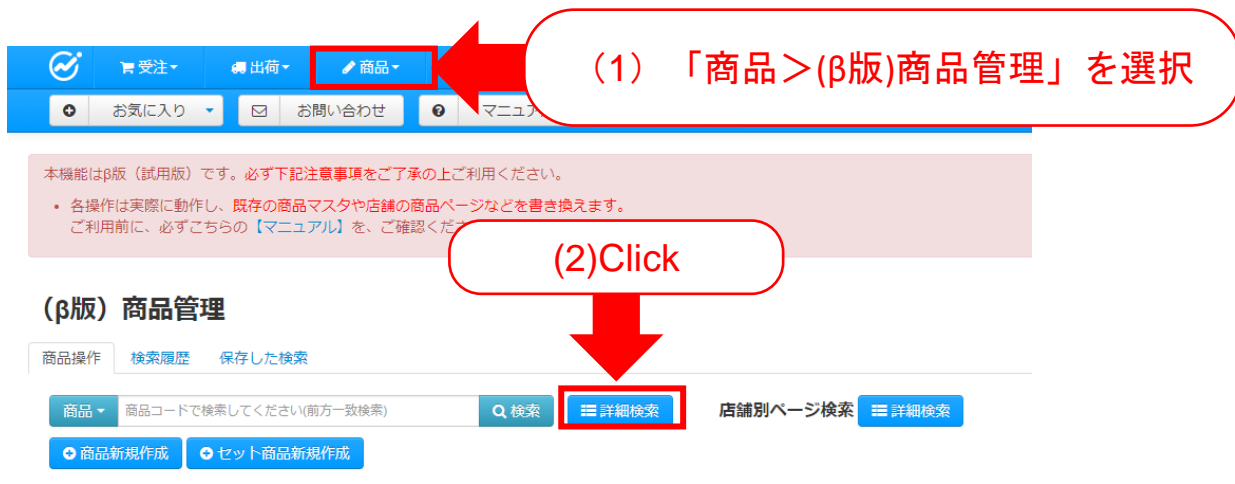 受注
出荷
商品
(1) 「商品＞(β版)商品管理」を選択
お気に入り
お問い合わせ
マニュア
本機能はβ版（試用版）です。必ず下記注意事項をご了承の上ご利用ください。
• 各操作は実際に動作し、既存の商品マスタや店舗の商品ページなどを書き換えます。
ご利用前に、必ずこちらの【マニュアル】を、ご確認くだ
(2)Click
（β版）商品管理
商品操作 検索履歴 保存した検索
商品 商品コードで検索してください(前方一致検索) 検索 詳細検索 店舗別ページ検索 詳細検索
商品新規作成 セット商品新規作成